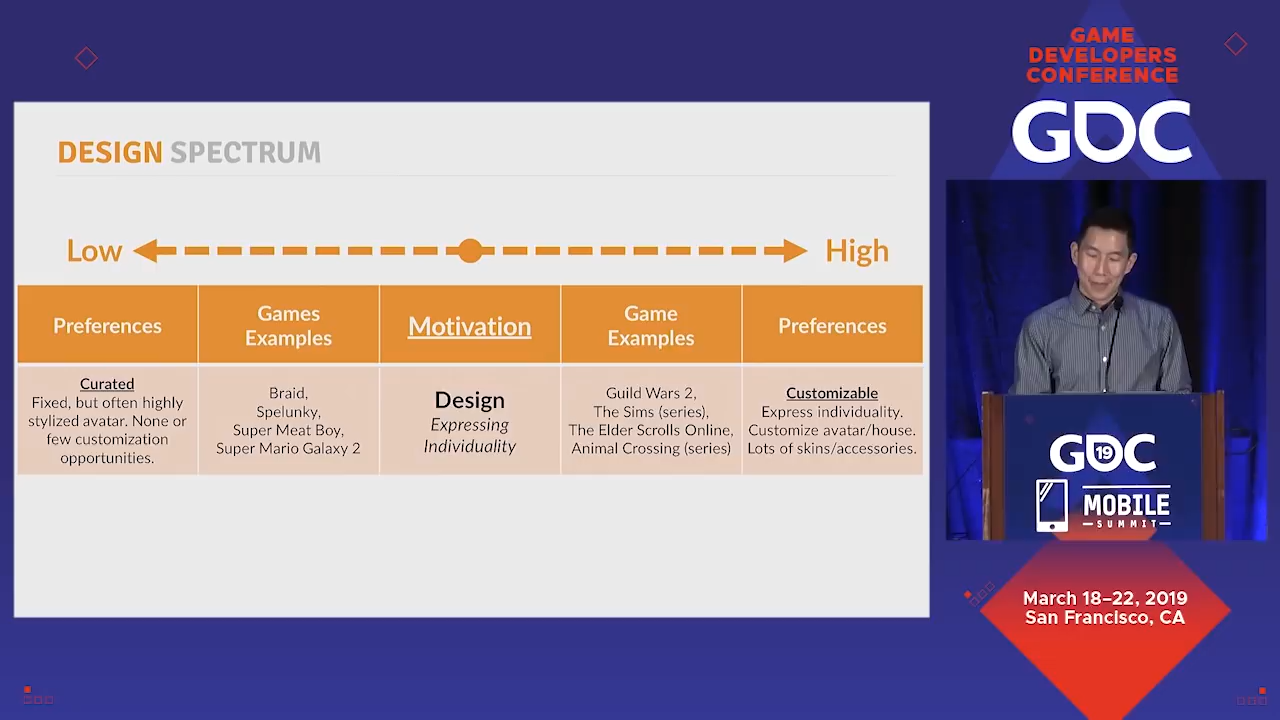 GAME
DEVELOPERS
CONFERENCE
GDC
DESIGN SPECTRUM
Low
High
Preferences
Games
Examples
Motivation
Game
Examples
Preferences
Curated
Fixed, but often highly
stylized avatar. None or
few customization
opportunities.
Braid,
Spelunky,
Super Meat Boy,
Super Mario Galaxy 2
Design
Expressing
Individuality
Guild Wars 2,
The Sims (series),
The Elder Scrolls Online,
Animal Crossing (series)
Customizable
Express individuality.
Customize avatar/house.
Lots of skins/accessories.
GDC
19
MOBILE
SUMMIT
March 18–22, 2019
San Francisco, CA